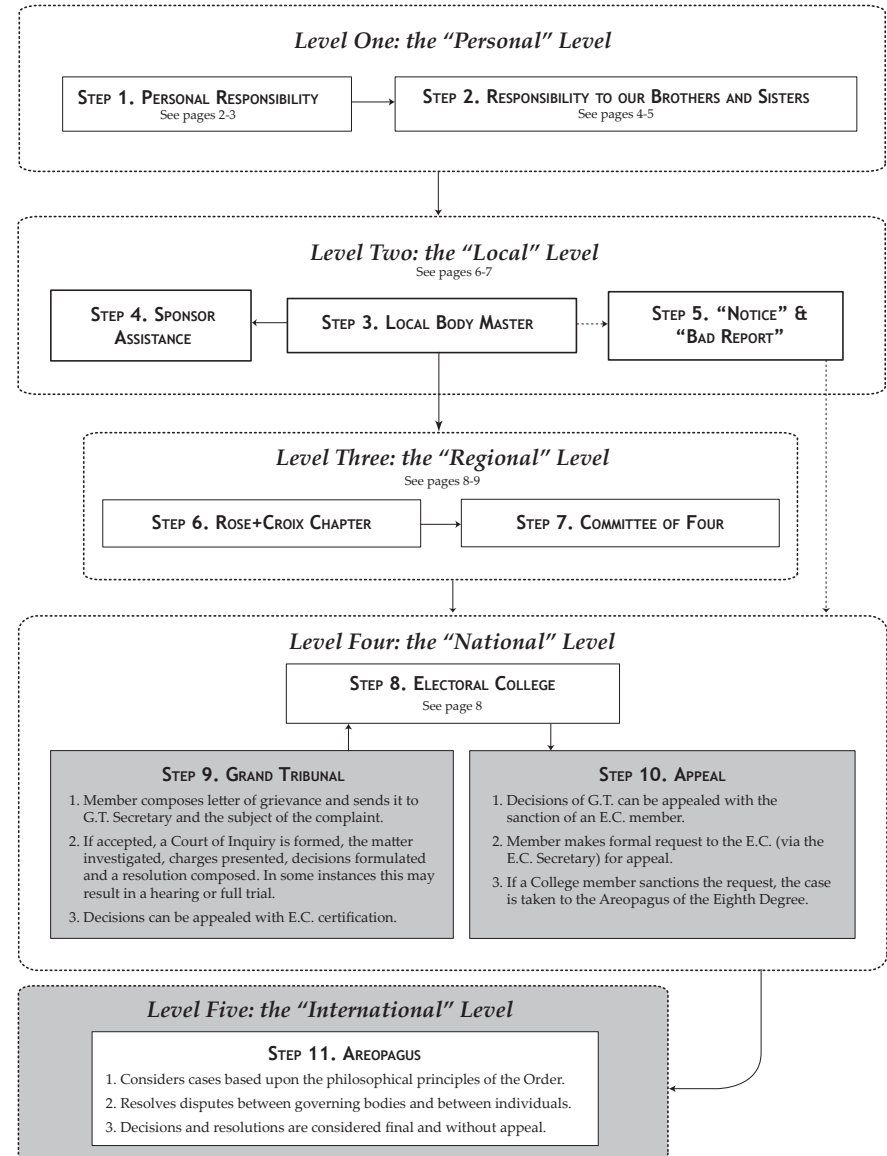 Level One: the “Personal” Level
Step 1. Personal Responsibility
See pages 2-3
Step 2. Responsibility to our Brothers and Sisters
See pages 4-5
Level Two: the “Local” Level
See pages 6-7
Step 4. Sponsor
Assistance
Step 3. Local Body Master
Step 5. “Notice” &
“Bad Report”
Level Three: the “Regional” Level
See pages 8-9
Step 6. Rose+Croix Chapter
Step 7. Committee of Four
Level Four: the “National” Level
Step 8. Electoral College
See page 8
Step 9. Grand Tribunal
1. Member composes letter of grievance and sends it to
G.T. Secretary and the subject of the complaint.
2. If accepted, a Court of Inquiry is formed, the matter
investigated, charges presented, decisions formulated
and a resolution composed. In some instances this may
result in a hearing or full trial.
3. Decisions can be appealed with E.C. certification.
Step 10. Appeal
1. Decisions of G.T. can be appealed with the
sanction of an E.C. member.
2. Member makes formal request to the E.C. (via the
E.C. Secretary) for appeal.
3. If a College member sanctions the request, the case
is taken to the Areopagus of the Eighth Degree.
Level Five: the “International” Level
Step 11. Areopagus
1. Considers cases based upon the philosophical principles of the Order.
2. Resolves disputes between governing bodies and between individuals.
3. Decisions and resolutions are considered final and without appeal.